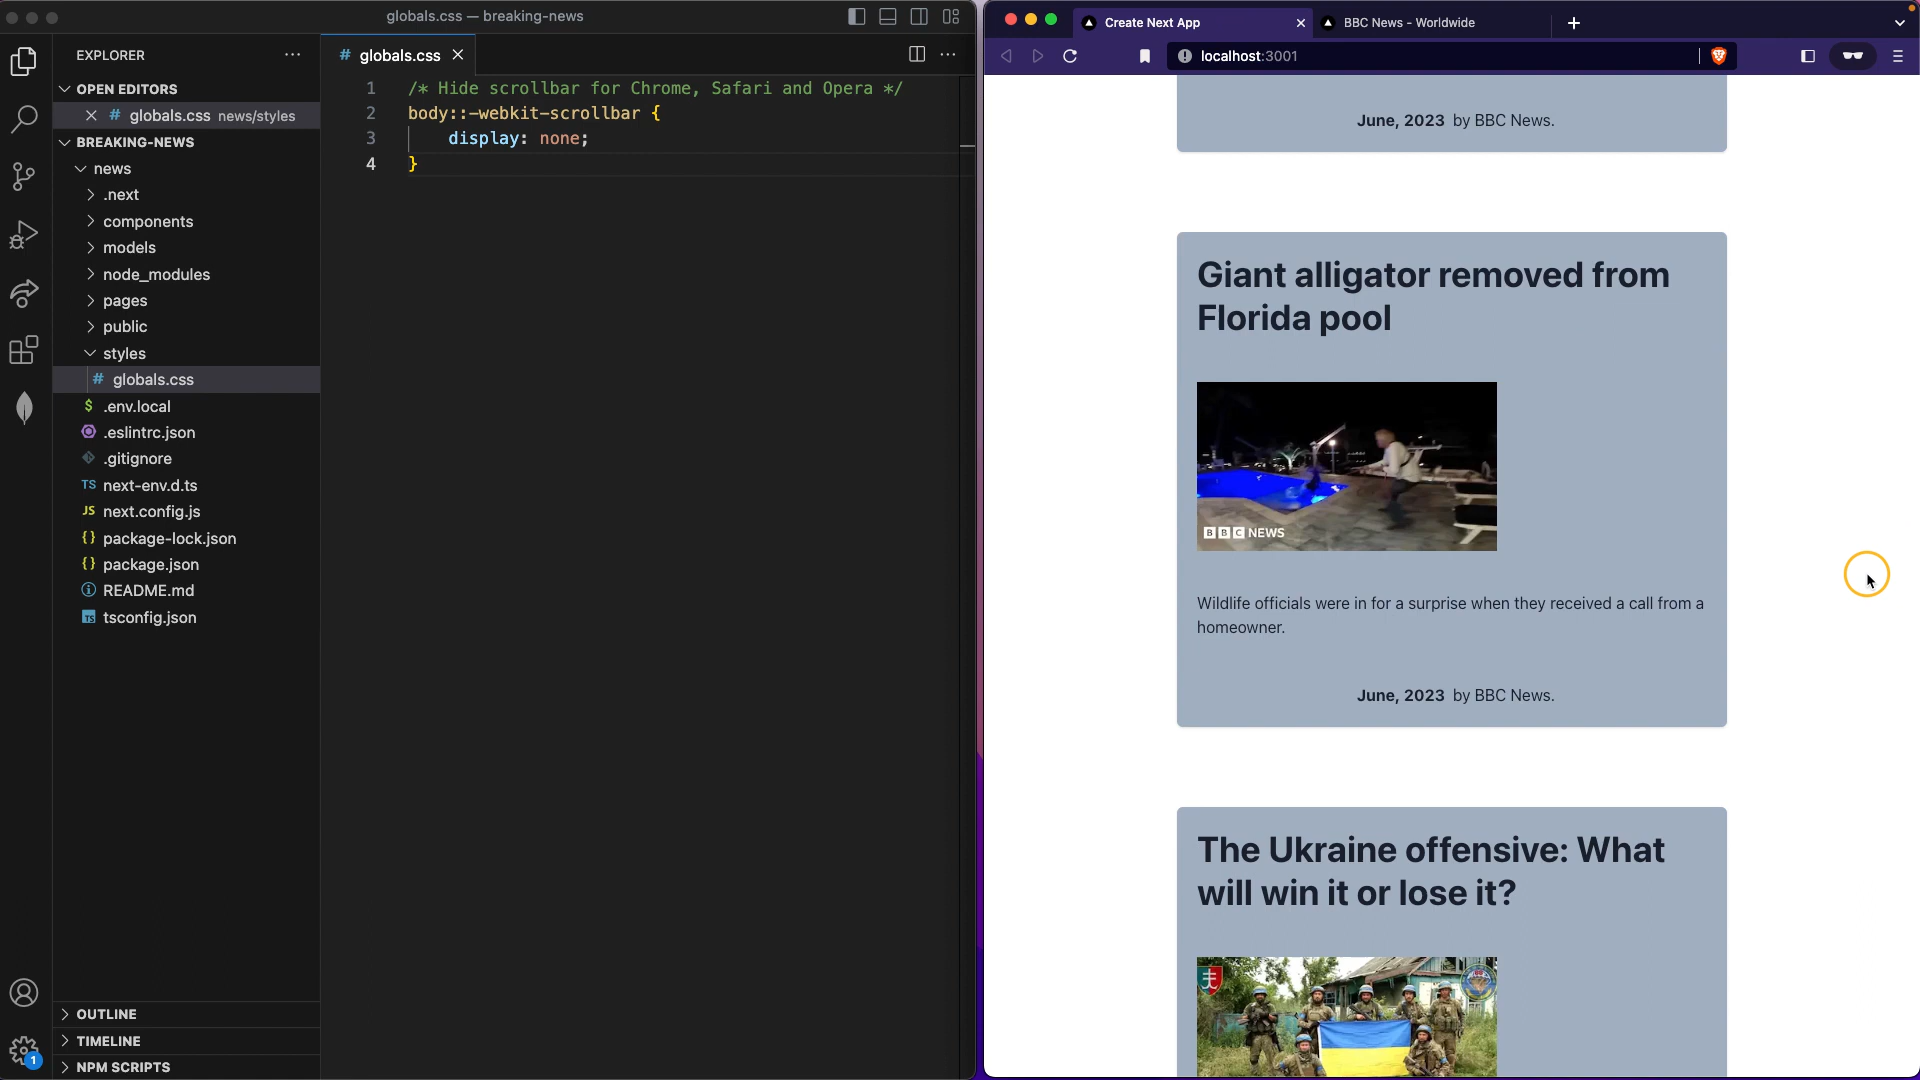 globals.css — breaking-news
EXPLORER
OPEN EDITORS
# globals.css news/styles
BREAKING-NEWS
news
.next
components
models
node_modules
pages
public
styles
# globals.css
$ .env.local
.eslintrc.json
.gitignore
TS next-env.d.ts
JS next.config.js
{} package-lock.json
{} package.json
README.md
TS tsconfig.json
OUTLINE
TIMELINE
NPM SCRIPTS
1
# globals.css
1 /* Hide scrollbar for Chrome, Safari and Opera */
2 body::-webkit-scrollbar {
3 display: none;
4 }
Create Next App
BBC News - Worldwide
localhost:3001
June, 2023 by BBC News.
Giant alligator removed from
Florida pool
BBC NEWS
Wildlife officials were in for a surprise when they received a call from a
homeowner.
June, 2023 by BBC News.
The Ukraine offensive: What
will win it or lose it?